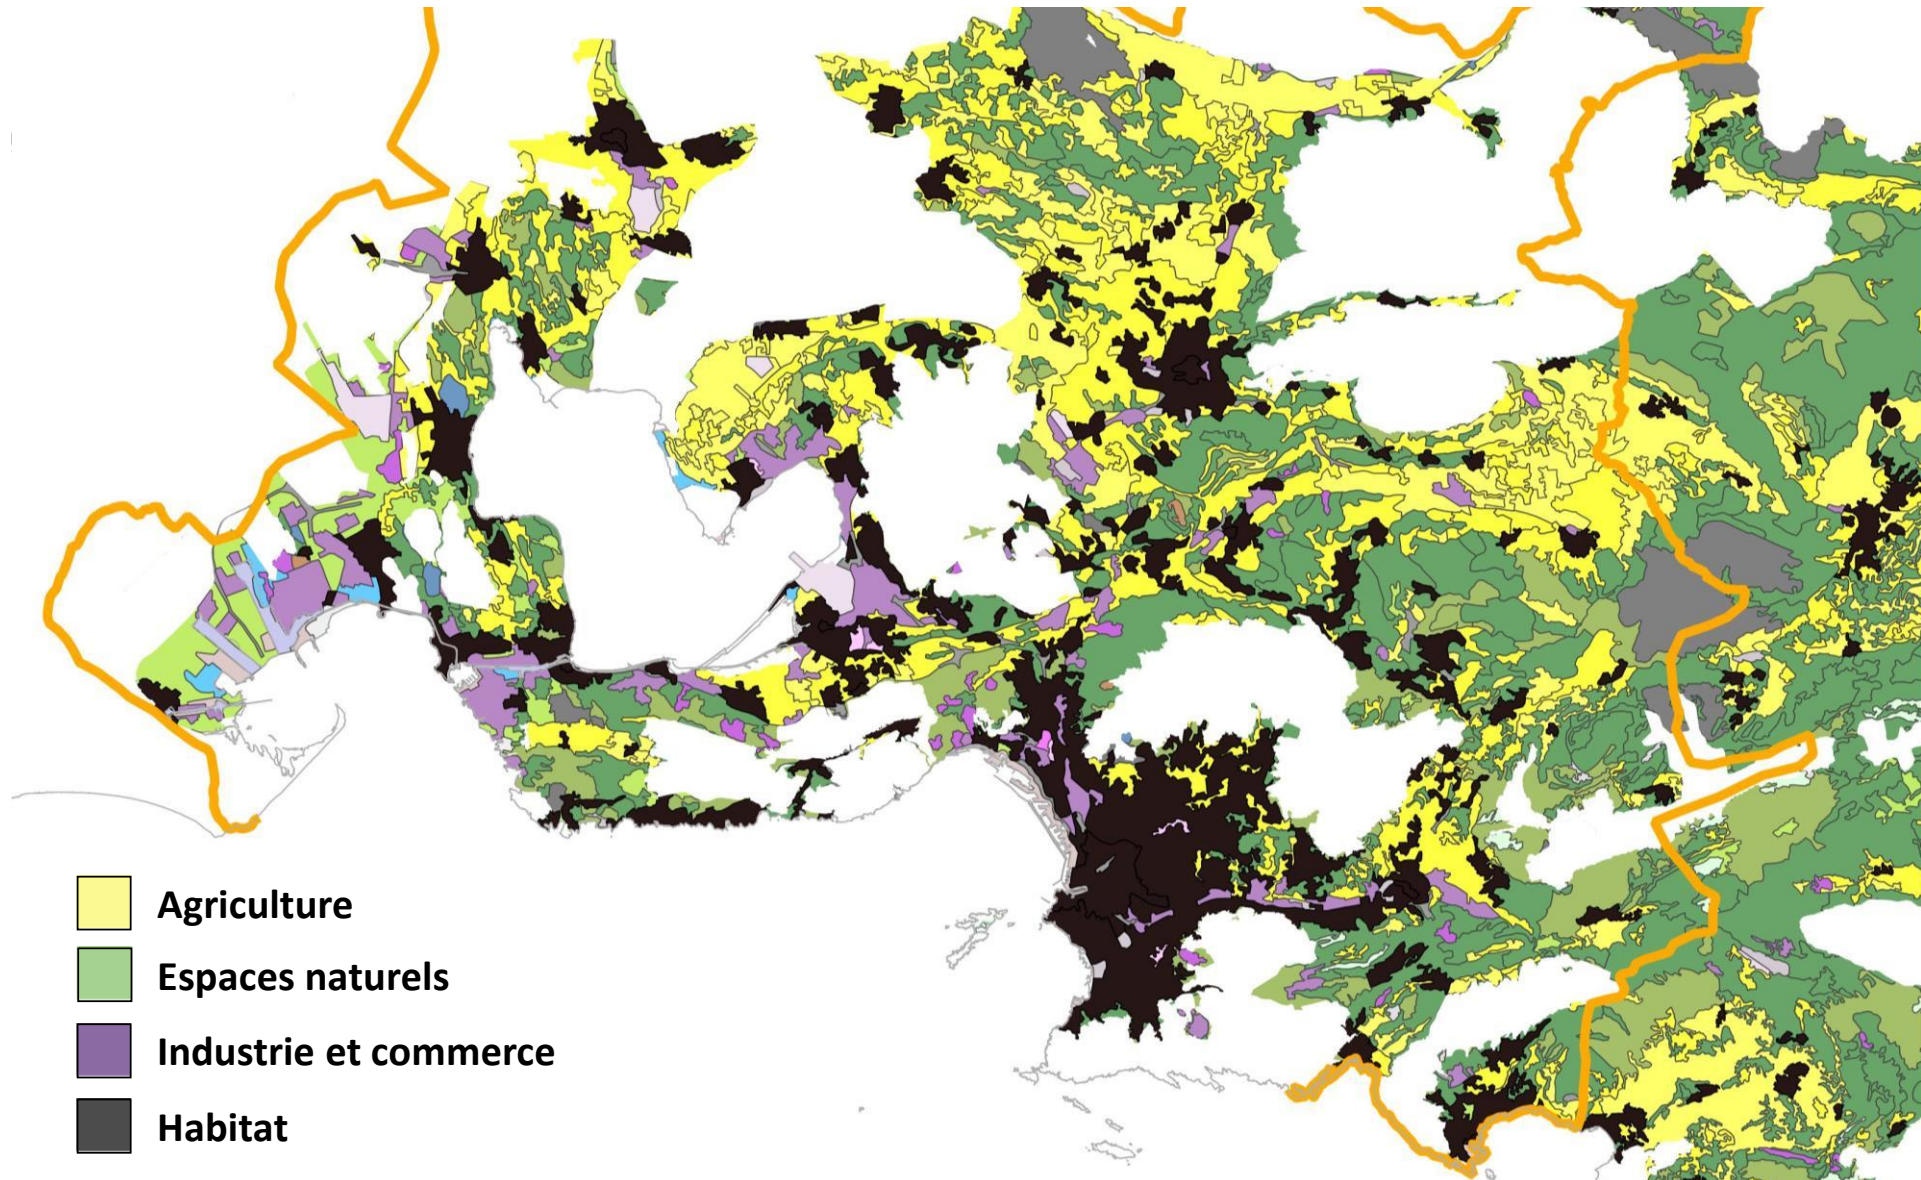 Agriculture
Espaces naturels
Industrie et commerce
Habitat